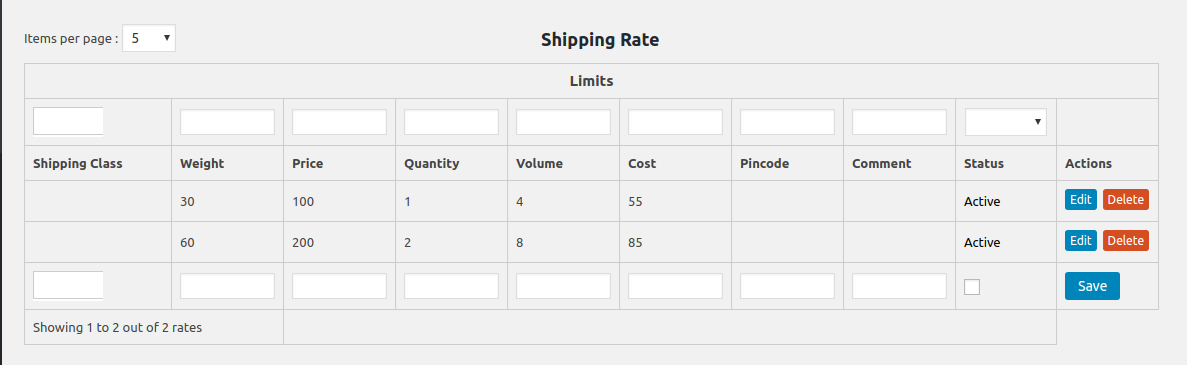 Items per page : 5
Shipping Rate
Limits
Shipping Class Weight Price Quantity Volume Cost Pincode Comment Status Actions
30 100 1 4 55 Active Edit Delete
60 200 2 8 85 Active Edit Delete
Save
Showing 1 to 2 out of 2 rates